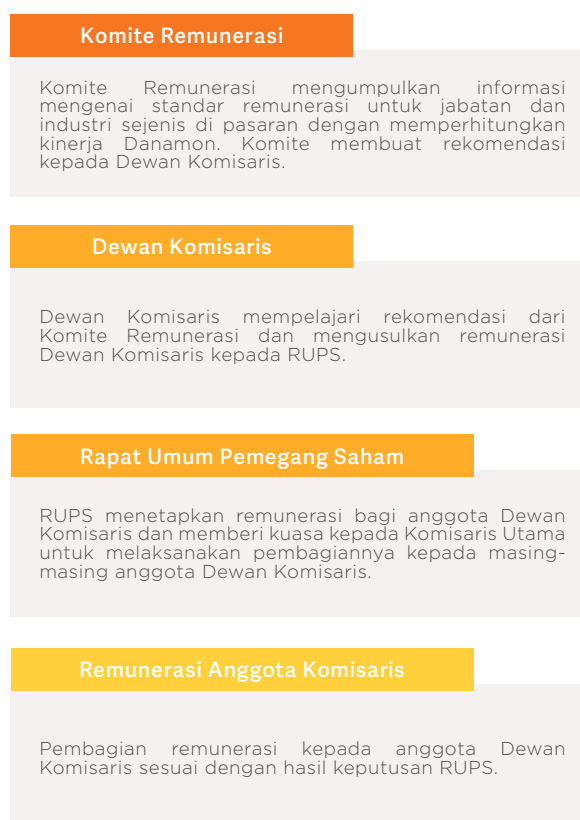 Komite Remunerasi
Komite Remunerasi mengumpulkan informasi
mengenai standar remunerasi untuk jabatan dan
industri sejenis di pasaran dengan memperhitungkan
kinerja Danamon. Komite membuat rekomendasi
kepada Dewan Komisaris.
Dewan Komisaris
Dewan Komisaris mempelajari rekomendasi dari
Komite Remunerasi dan mengusulkan remunerasi
Dewan Komisaris kepada RUPS.
Rapat Umum Pemegang Saham
RUPS menetapkan remunerasi bagi anggota Dewan
Komisaris dan memberi kuasa kepada Komisaris Utama
untuk melaksanakan pembagiannya kepada masing-
masing anggota Dewan Komisaris.
Remunerasi Anggota Komisaris
Pembagian remunerasi kepada anggota Dewan
Komisaris sesuai dengan hasil keputusan RUPS.